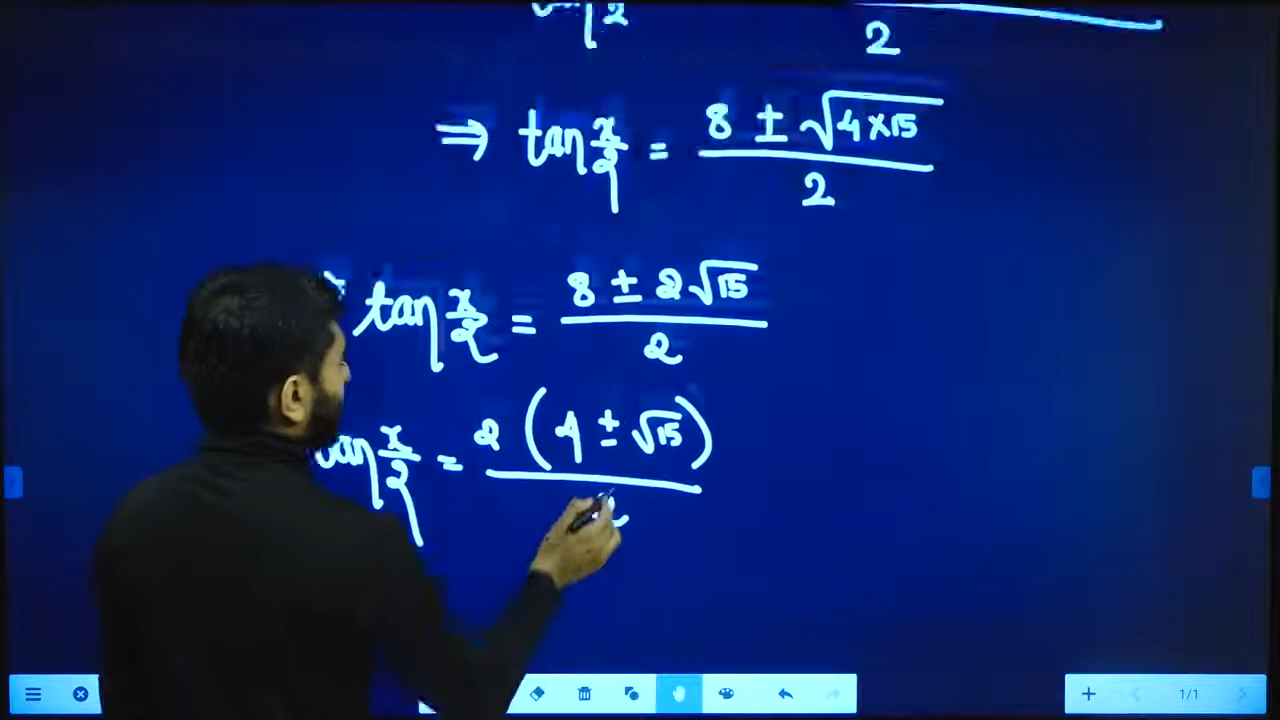 2
⇒ tan x/2 = (8 ± √(4×15))/2
tan x/2 = (8 ± 2√15)/2
tan x/2 = 2(4 ± √15)/2
1/1